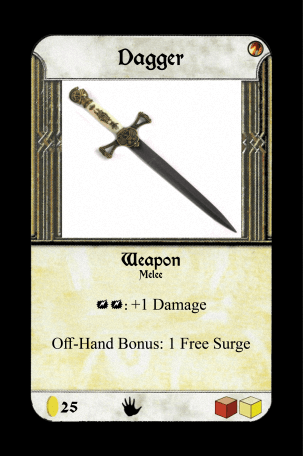 Dagger
Weapon
Melee
: +1 Damage
Off-Hand Bonus: 1 Free Surge
25